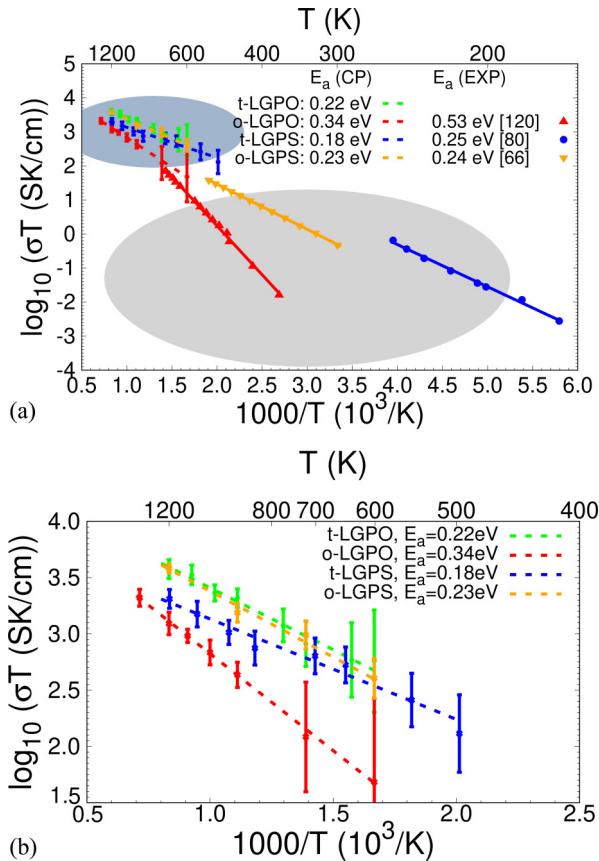 T (K)
1200 600 400 300 200
E_a (CP) E_a (EXP)
t-LGPO: 0.22 eV
o-LGPO: 0.34 eV 0.53 eV [120]
t-LGPS: 0.18 eV 0.25 eV [80]
o-LGPS: 0.23 eV 0.24 eV [66]
log₁₀ (σT (SK/cm))
5
4
3
2
1
0
-1
-2
-3
-4
0.5 1.0 1.5 2.0 2.5 3.0 3.5 4.0 4.5 5.0 5.5 6.0
(a)
1000/T (10³/K)
T (K)
1200 800 700 600 500 400
t-LGPO, E_a=0.22eV
o-LGPO, E_a=0.34eV
t-LGPS, E_a=0.18eV
o-LGPS, E_a=0.23eV
log₁₀ (σT (SK/cm))
4.0
3.5
3.0
2.5
2.0
1.5
0.5 1.0 1.5 2.0 2.5
(b)
1000/T (10³/K)